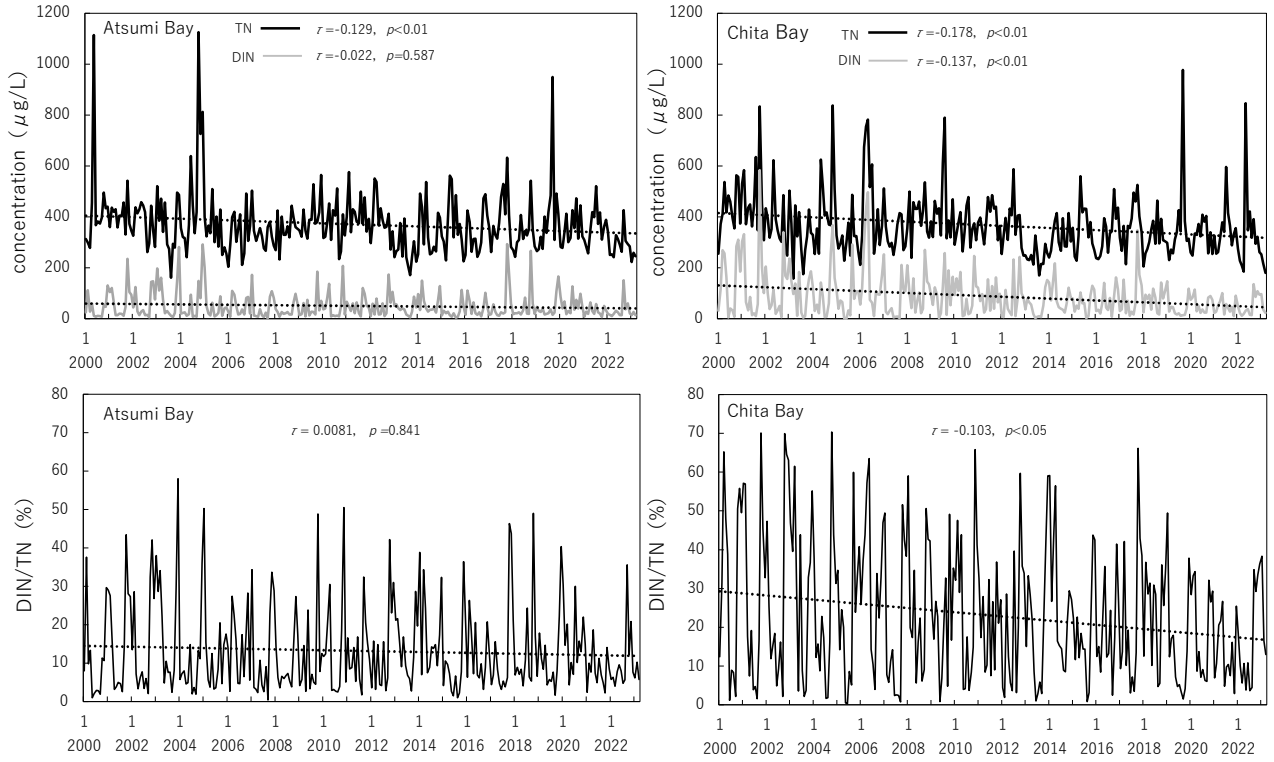 Atsumi Bay
TN
τ=-0.129, p<0.01
DIN
τ=-0.022, p=0.587
concentration (μg/L)
1200
1000
800
600
400
200
0
1 1 1 1 1 1 1 1 1 1 1 1
2000 2002 2004 2006 2008 2010 2012 2014 2016 2018 2020 2022
Chita Bay
TN
τ=-0.178, p<0.01
DIN
τ=-0.137, p<0.01
concentration (μg/L)
1200
1000
800
600
400
200
0
1 1 1 1 1 1 1 1 1 1 1 1
2000 2002 2004 2006 2008 2010 2012 2014 2016 2018 2020 2022
Atsumi Bay
τ= 0.0081, p=0.841
DIN/TN (%)
80
70
60
50
40
30
20
10
0
1 1 1 1 1 1 1 1 1 1 1 1
2000 2002 2004 2006 2008 2010 2012 2014 2016 2018 2020 2022
Chita Bay
τ= -0.103, p<0.05
DIN/TN (%)
80
70
60
50
40
30
20
10
0
1 1 1 1 1 1 1 1 1 1 1 1
2000 2002 2004 2006 2008 2010 2012 2014 2016 2018 2020 2022